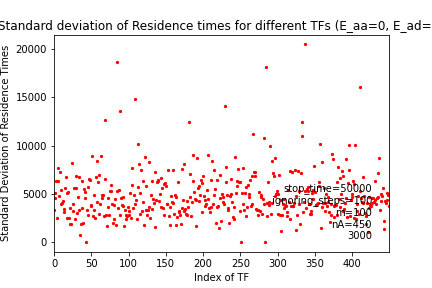 Standard deviation of Residence times for different TFs (E_aa=0, E_ad=
Standard Deviation of Residence Times
20000
15000
10000
5000
0
stop_time=50000
ignoring_steps=100
m=100
nA=450
3000
0 50 100 150 200 250 300 350 400
Index of TF